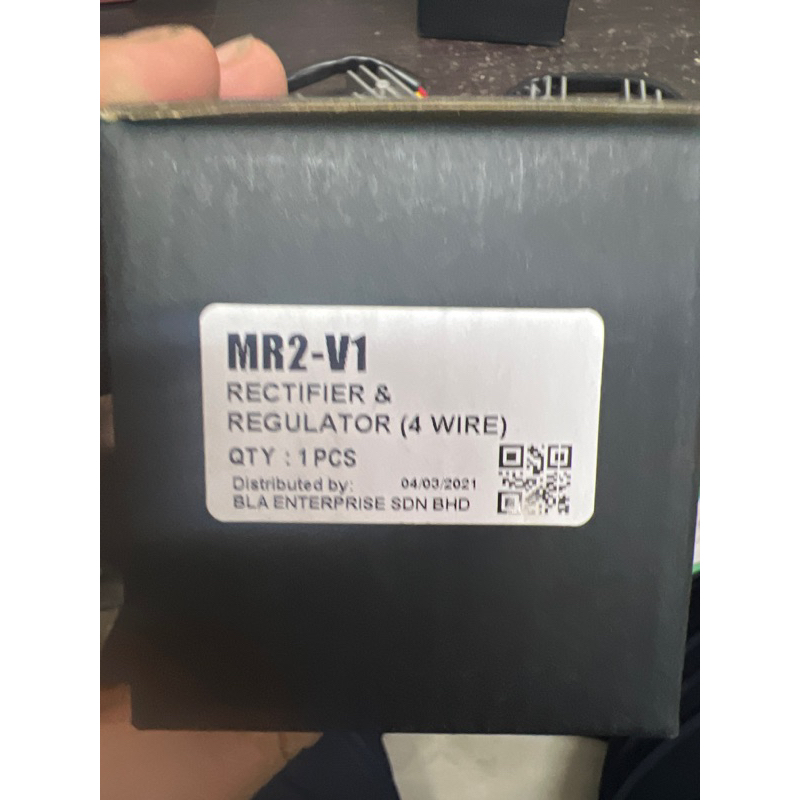 MR2-V1
RECTIFIER &
REGULATOR (4 WIRE)
QTY : 1PCS
Distributed by: 04/03/2021
BLA ENTERPRISE SDN BHD